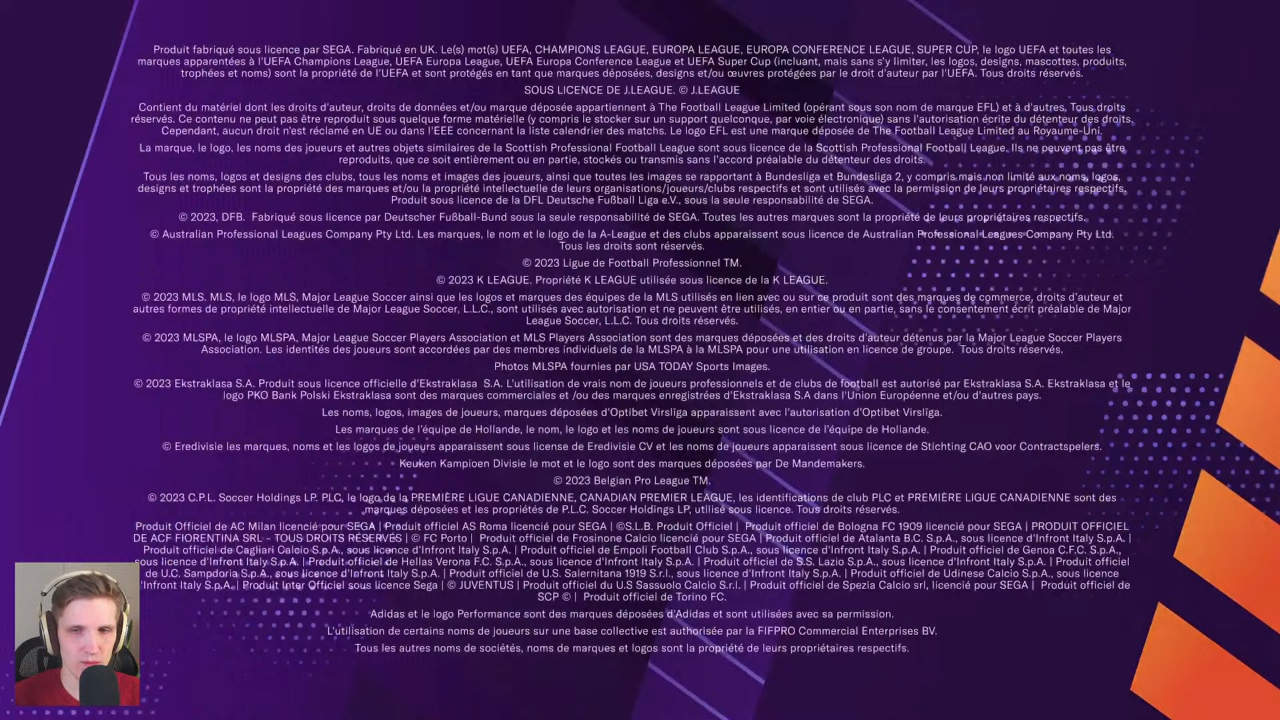 Produit fabriqué sous licence par SEGA. Fabriqué en UK. Le(s) mot(s) UEFA, CHAMPIONS LEAGUE, EUROPA LEAGUE, EUROPA CONFERENCE LEAGUE, SUPER CUP, le logo UEFA et toutes les
marques apparentées à l'UEFA Champions League, UEFA Europa League, UEFA Europa Conference League et UEFA Super Cup (incluant, mais sans s'y limiter, les logos, designs, mascottes, produits,
trophées et noms) sont la propriété de l'UEFA et sont protégés en tant que marques déposées, designs et/ou œuvres protégées par le droit d'auteur par l'UEFA. Tous droits réservés.
SOUS LICENCE DE J.LEAGUE. © J.LEAGUE
Contient du matériel dont les droits d'auteur, droits de données et/ou marque déposée appartiennent à The Football League Limited (opérant sous son nom de marque EFL) et à d'autres. Tous droits
réservés. Ce contenu ne peut pas être reproduit sous quelque forme matérielle (y compris le stocker sur un support quelconque, par voie électronique) sans l'autorisation écrite du détenteur des droits.
Cependant, aucun droit n'est réclamé en UE ou dans l'EEE concernant la liste calendrier des matchs. Le logo EFL est une marque déposée de The Football League Limited au Royaume-Uni.
La marque, le logo, les noms des joueurs et autres objets similaires de la Scottish Professional Football League sont sous licence de la Scottish Professional Football League. Ils ne peuvent pas être
reproduits, que ce soit entièrement ou en partie, stockés ou transmis sans l'accord préalable du détenteur des droits.
Tous les noms, logos et designs des clubs, tous les noms et images des joueurs, ainsi que toutes les images se rapportant à Bundesliga et Bundesliga 2, y compris mais non limité aux noms, logos,
designs et trophées sont la propriété des marques et/ou la propriété intellectuelle de leurs organisations/joueurs/clubs respectifs et sont utilisés avec la permission de leurs propriétaires respectifs.
Produit sous licence de la DFL Deutsche Fußball Liga e.V., sous la seule responsabilité de SEGA.
© 2023, DFB. Fabriqué sous licence par Deutscher Fußball-Bund sous la seule responsabilité de SEGA. Toutes les autres marques sont la propriété de leurs propriétaires respectifs.
© Australian Professional Leagues Company Pty Ltd. Les marques, le nom et le logo de la A-League et des clubs apparaissent sous licence de Australian Professional Leagues Company Pty Ltd.
Tous les droits sont réservés.
© 2023 Ligue de Football Professionnel TM.
© 2023 K LEAGUE. Propriété K LEAGUE utilisée sous licence de la K LEAGUE.
© 2023 MLS. MLS, le logo MLS, Major League Soccer ainsi que les logos et marques des équipes de la MLS utilisés en lien avec ou sur ce produit sont des marques de commerce, droits d'auteur et
autres formes de propriété intellectuelle de Major League Soccer, L.L.C., sont utilisés avec autorisation et ne peuvent être utilisés, en entier ou en partie, sans le consentement écrit préalable de Major
League Soccer, L.L.C. Tous droits réservés.
© 2023 MLSPA, le logo MLSPA, Major League Soccer Players Association et MLS Players Association sont des marques déposées et des droits d'auteur détenus par la Major League Soccer Players
Association. Les identités des joueurs sont accordées par des membres individuels de la MLSPA à la MLSPA pour une utilisation en licence de groupe. Tous droits réservés.
Photos MLSPA fournies par USA TODAY Sports Images.
© 2023 Ekstraklasa S.A. Produit sous licence officielle d'Ekstraklasa S.A. L'utilisation de vrais nom de joueurs professionnels et de clubs de football est autorisé par Ekstraklasa S.A. Ekstraklasa et le
logo PKO Bank Polski Ekstraklasa sont des marques commerciales et /ou des marques enregistrées d'Ekstraklasa S.A dans l'Union Européenne et/ou d'autres pays.
Les noms, logos, images de joueurs, marques déposées d'Optibet Virslīga apparaissent avec l'autorisation d'Optibet Virslīga.
Les marques de l'équipe de Hollande, le nom, le logo et les noms de joueurs sont sous licence de l'équipe de Hollande.
© Eredivisie les marques, noms et les logos de joueurs apparaissent sous license de Eredivisie CV et les noms de joueurs apparaissent sous licence de Stichting CAO voor Contractspelers.
Keuken Kampioen Divisie le mot et le logo sont des marques déposées par De Mandemakers.
© 2023 Belgian Pro League TM.
© 2023 C.P.L. Soccer Holdings LP. PLC, le logo de la PREMIÈRE LIGUE CANADIENNE, CANADIAN PREMIER LEAGUE, les identifications de club PLC et PREMIÈRE LIGUE CANADIENNE sont des
marques déposées et les propriétés de P.L.C. Soccer Holdings LP, utilisé sous licence. Tous droits réservés.
Produit Officiel de AC Milan licencié pour SEGA | Produit officiel AS Roma licencié pour SEGA | ©S.L.B. Produit Officiel | Produit officiel de Bologna FC 1909 licencié pour SEGA | PRODUIT OFFICIEL
DE ACF FIORENTINA SRL – TOUS DROITS RÉSERVÉS | © FC Porto | Produit officiel de Frosinone Calcio licencié pour SEGA | Produit officiel de Atalanta B.C. S.p.A., sous licence d'Infront Italy S.p.A. |
Produit officiel de Cagliari Calcio S.p.A., sous licence d'Infront Italy S.p.A. | Produit officiel de Empoli Football Club S.p.A., sous licence d'Infront Italy S.p.A. | Produit officiel de Genoa C.F.C. S.p.A.,
sous licence d'Infront Italy S.p.A. | Produit officiel de Hellas Verona F.C. S.p.A., sous licence d'Infront Italy S.p.A. | Produit officiel de S.S. Lazio S.p.A., sous licence d'Infront Italy S.p.A. | Produit officiel
de U.C. Sampdoria S.p.A., sous licence d'Infront Italy S.p.A. | Produit officiel de U.S. Salernitana 1919 S.r.l., sous licence d'Infront Italy S.p.A. | Produit officiel de Udinese Calcio S.p.A., sous licence
d'Infront Italy S.p.A.| Produit Inter Officiel sous licence Sega | © JUVENTUS | Produit officiel du U.S Sassuolo Calcio S.r.l. | Produit officiel de Spezia Calcio srl, licencié pour SEGA | Produit officiel de
SCP © | Produit officiel de Torino FC.
Adidas et le logo Performance sont des marques déposées d'Adidas et sont utilisées avec sa permission.
L'utilisation de certains noms de joueurs sur une base collective est authorisée par la FIFPRO Commercial Enterprises BV.
Tous les autres noms de sociétés, noms de marques et logos sont la propriété de leurs propriétaires respectifs.